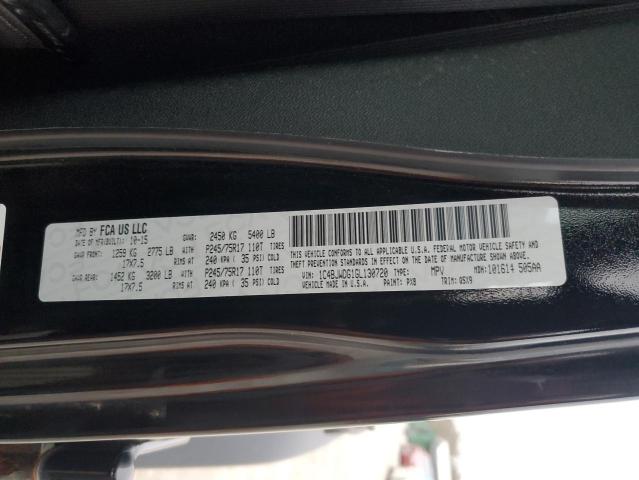 MFD BY FCA US LLC
DATE OF MFR(BUILT): 10-15 GVWR: 2450 KG 5400 LB
GAWR FRONT: 1259 KG 2775 LB WITH P245/75R17 110T TIRES
17X7.5 RIMS AT 240 KPA ( 35 PSI) COLD
GAWR REAR: 1452 KG 3200 LB WITH P245/75R17 110T TIRES
17X7.5 RIMS AT 240 KPA ( 35 PSI) COLD
THIS VEHICLE CONFORMS TO ALL APPLICABLE U.S.A. FEDERAL MOTOR VEHICLE SAFETY AND
THEFT PREVENTION STANDARDS IN EFFECT ON THE DATE OF MANUFACTURE SHOWN ABOVE.
VIN: 1C4BJWDG1GL130720 TYPE: MPV MDH: 101614 505AA
VEHICLE MADE IN U.S.A. PAINT: PX8 TRIM: QSX9